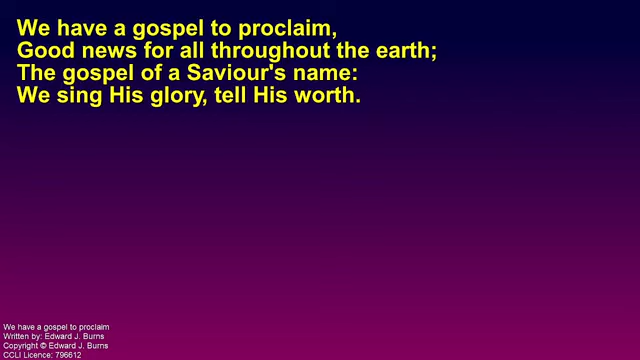 We have a gospel to proclaim,
Good news for all throughout the earth;
The gospel of a Saviour's name:
We sing His glory, tell His worth.
We have a gospel to proclaim
Written by: Edward J. Burns
Copyright © Edward J. Burns
CCLI Licence: 796612